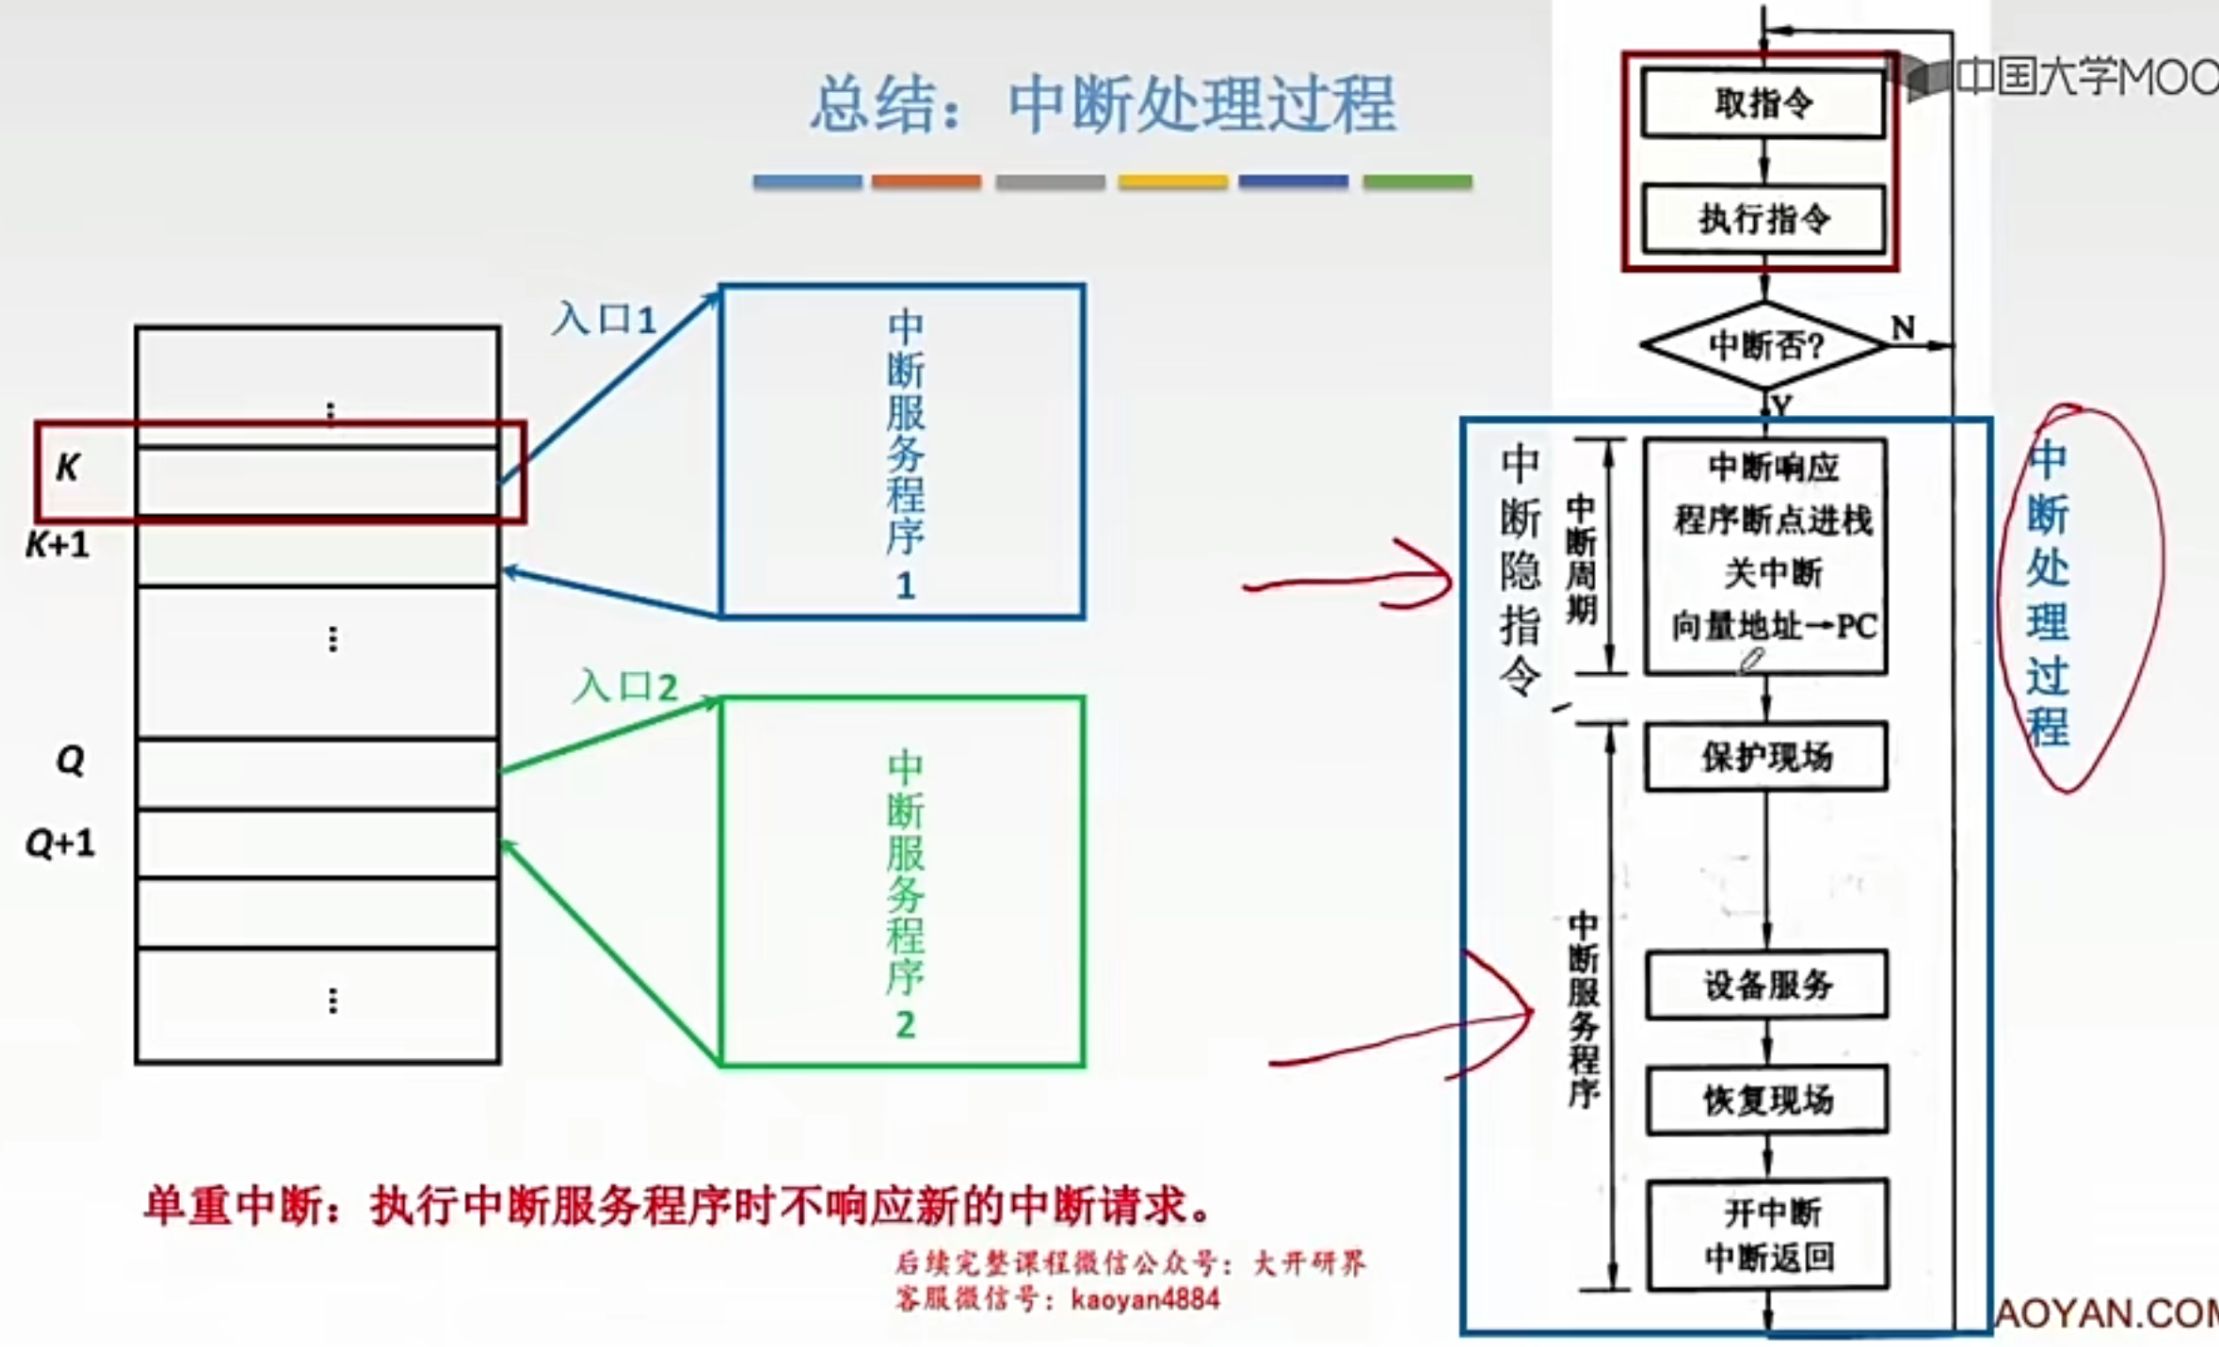 中国大学MOO
总结：中断处理过程
取指令
执行指令
中断否?
N
Y
入口1
中断服务程序1
⋮
K
K+1
⋮
入口2
中断服务程序2
Q
Q+1
⋮
中断隐指令
中断周期
中断响应
程序断点进栈
关中断
向量地址→PC
中断处理过程
保护现场
中断服务程序
设备服务
恢复现场
开中断
中断返回
单重中断：执行中断服务程序时不响应新的中断请求。
后续完整课程微信公众号：大开研界
客服微信号：kaoyan4884
AOYAN.COM